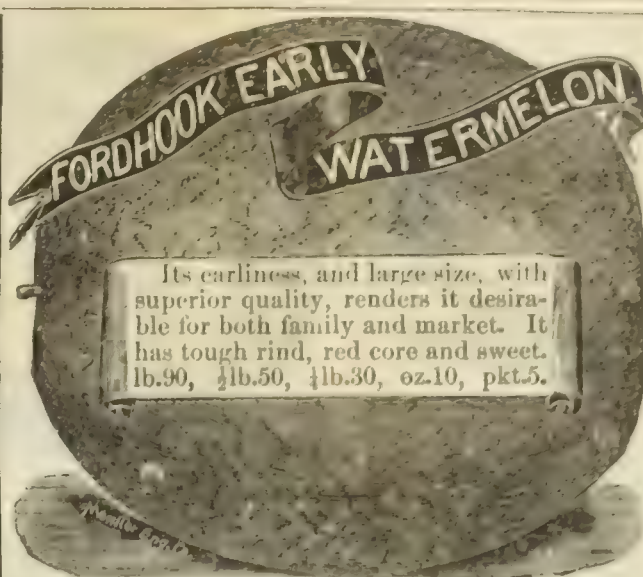 FORDHOOK EARLY
WATERMELON
Its earliness, and large size, with
superior quality, renders it desira-
ble for both family and market. It
has tough rind, red core and sweet.
lb.90, ½lb.50, ¼lb.30, oz.10, pkt.5.